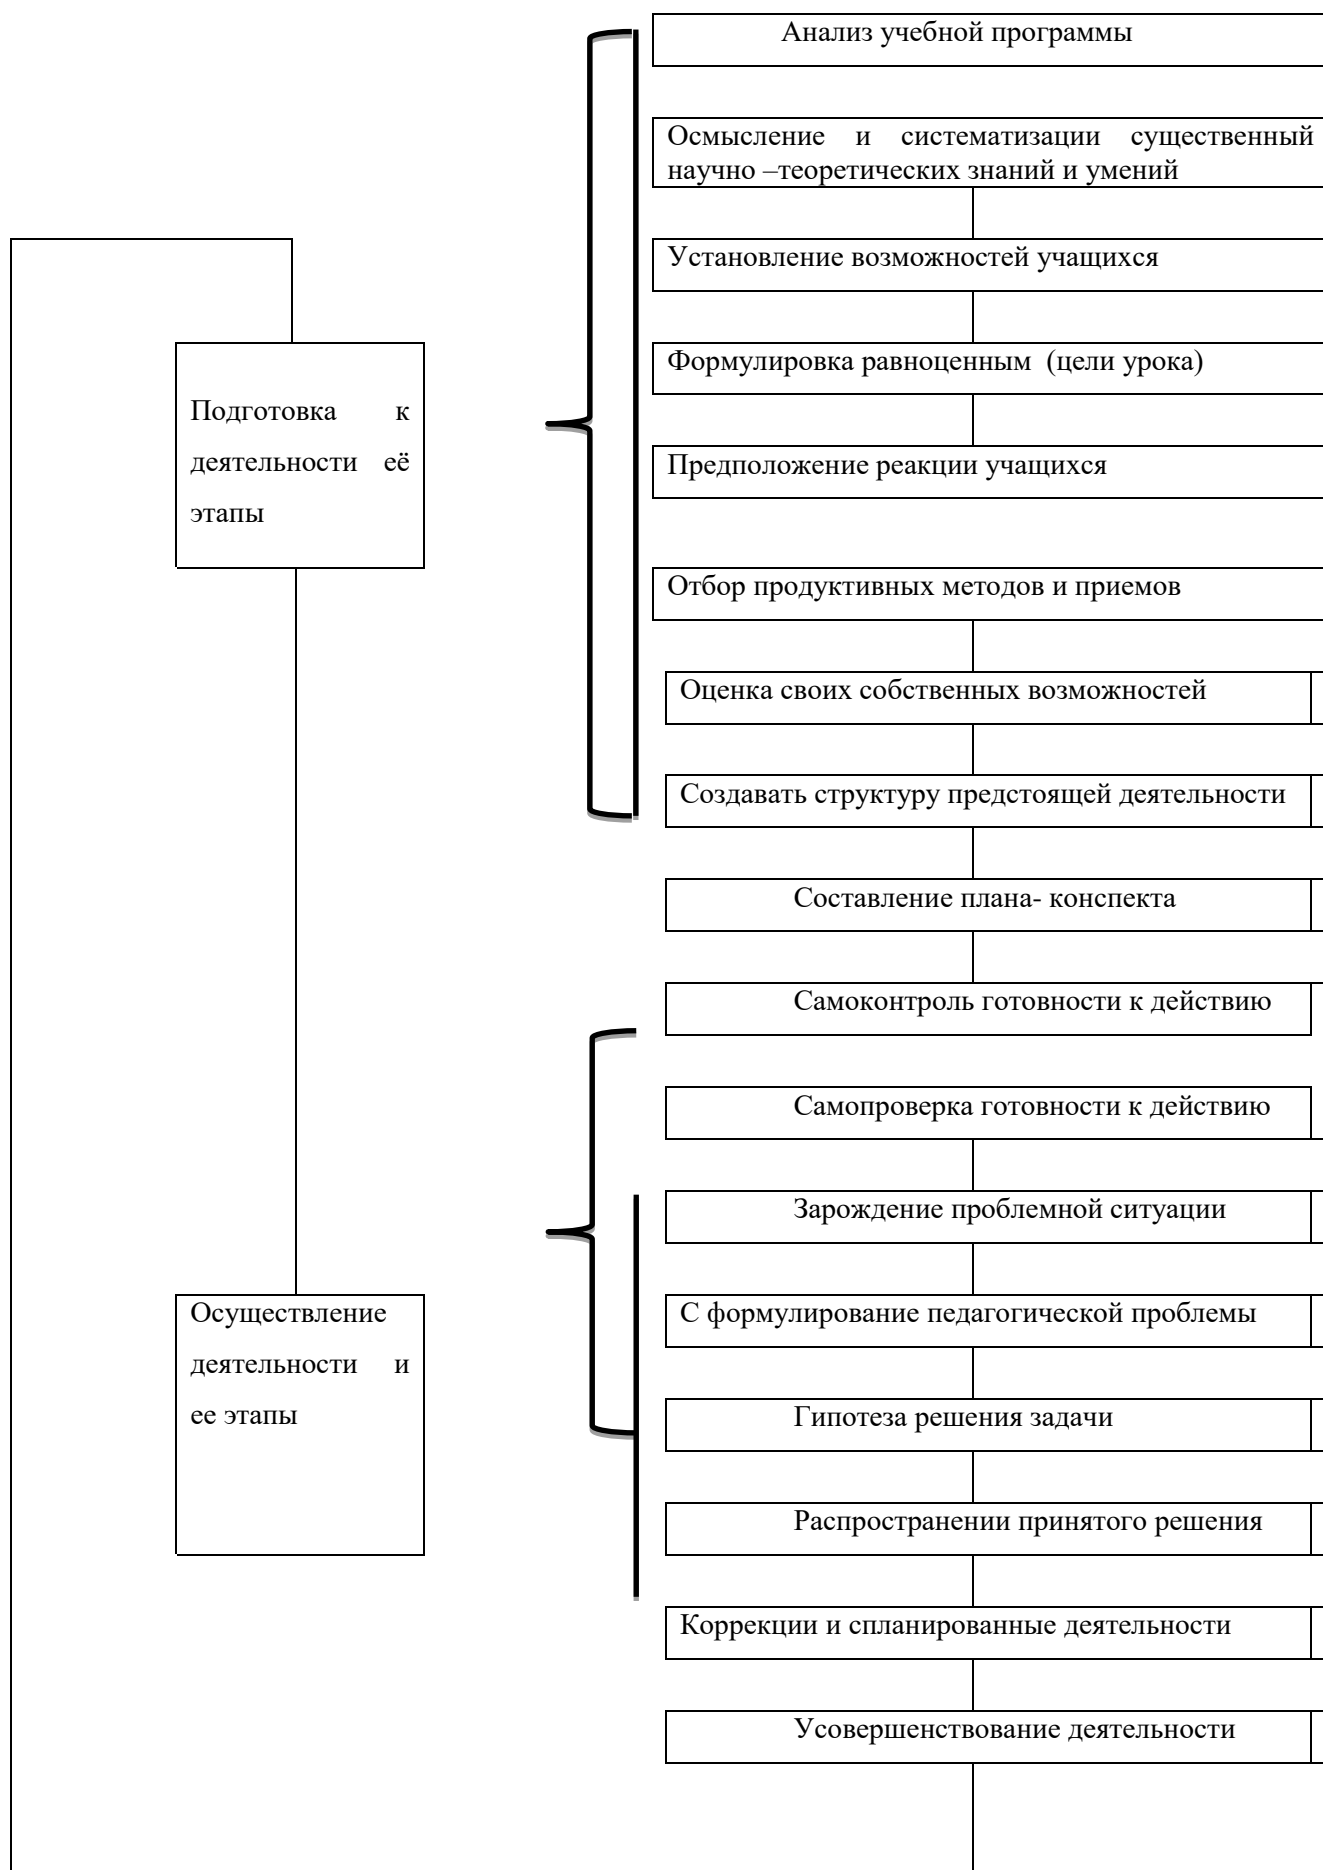 Анализ учебной программы
Осмысление и систематизации существенный
научно –теоретических знаний и умений
Установление возможностей учащихся
Формулировка равноценным (цели урока)
Подготовка к
деятельности её
этапы
Предположение реакции учащихся
Отбор продуктивных методов и приемов
Оценка своих собственных возможностей
Создавать структуру предстоящей деятельности
Составление плана- конспекта
Самоконтроль готовности к действию
Самопроверка готовности к действию
Зарождение проблемной ситуации
Осуществление
деятельности и
ее этапы
С формулирование педагогической проблемы
Гипотеза решения задачи
Распространении принятого решения
Коррекции и спланированные деятельности
Усовершенствование деятельности